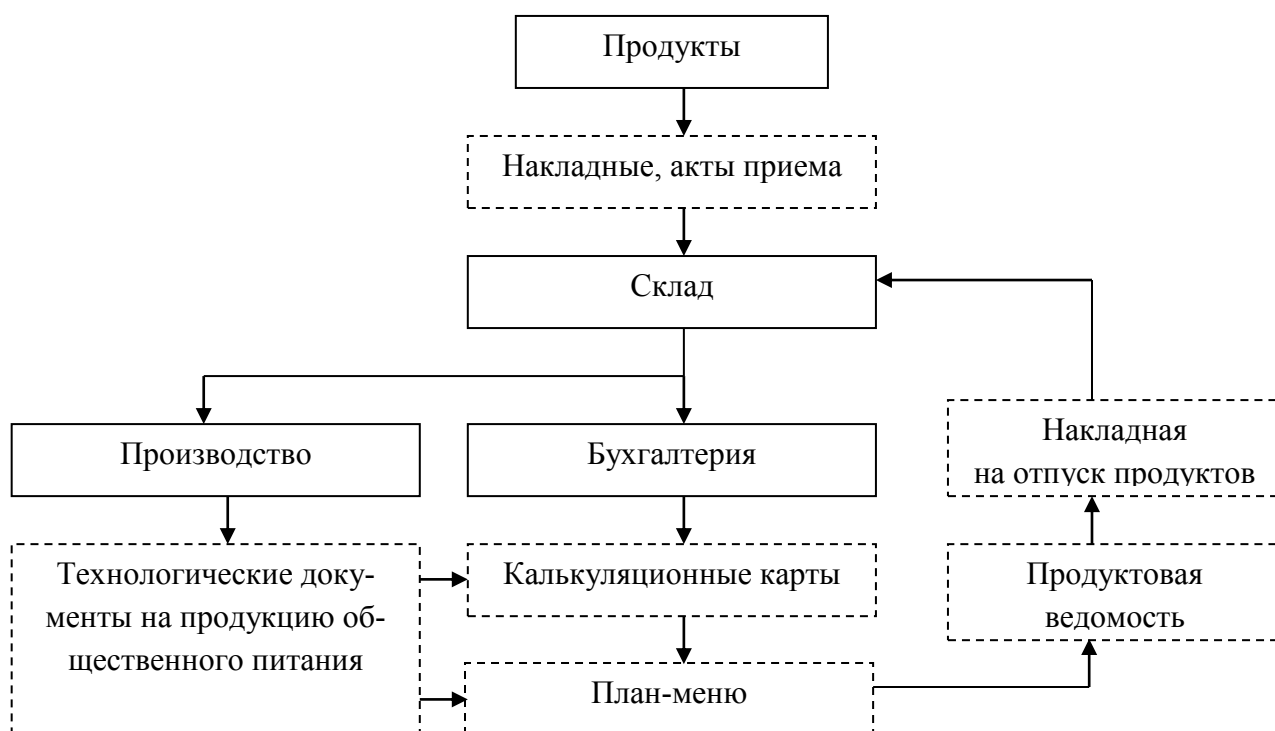 Продукты
Накладные, акты приема
Склад
Производство
Бухгалтерия
Накладная
на отпуск продуктов
Технологические доку-
менты на продукцию об-
щественного питания
Калькуляционные карты
Продуктовая
ведомость
План-меню